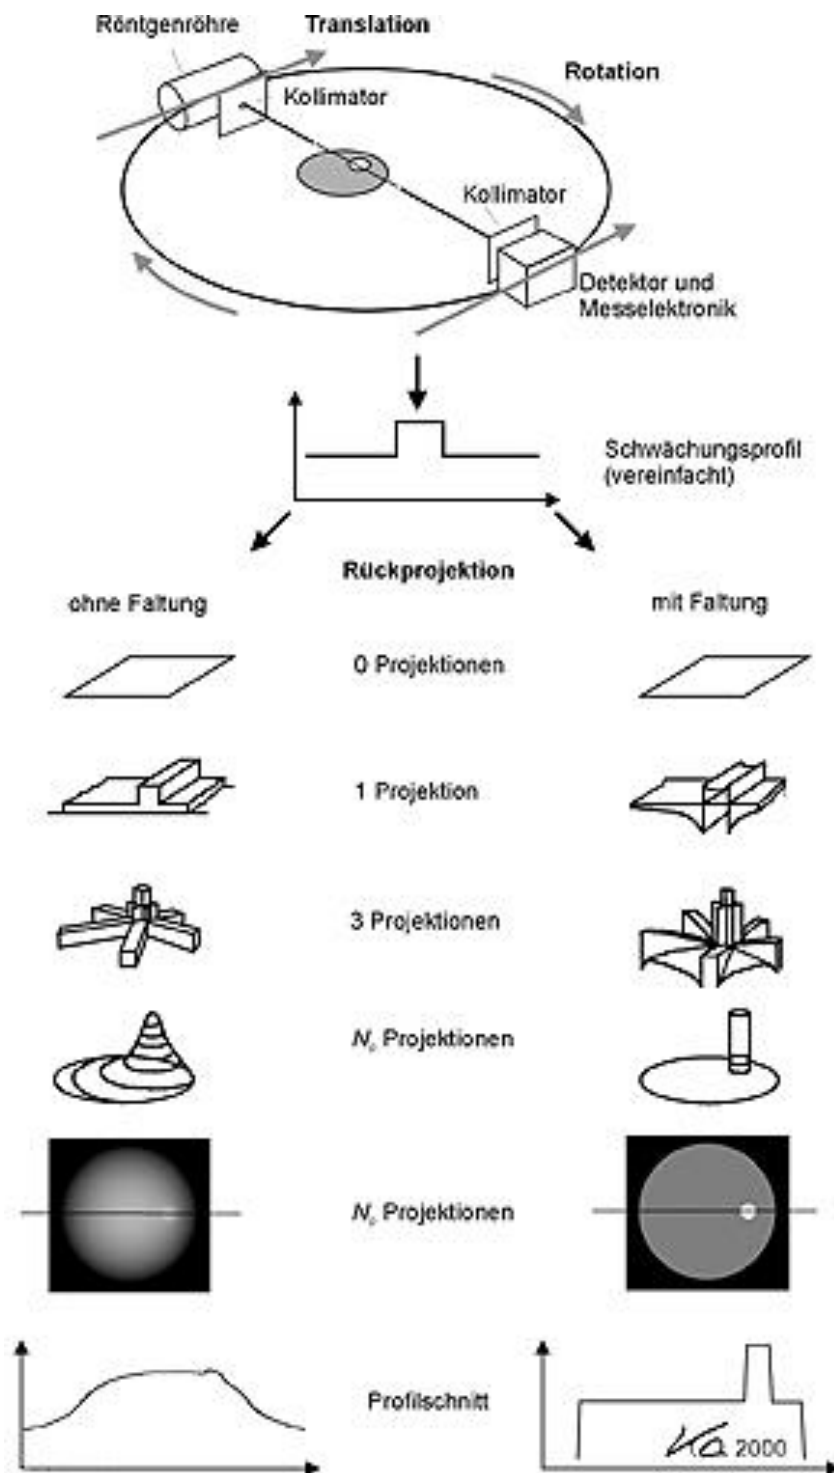 Röntgenröhre
Translation
Rotation
Kollimator
Kollimator
Detektor und
Messelektronik
Schwächungsprofil
(vereinfacht)
Rückprojektion
ohne Faltung
mit Faltung
0 Projektionen
1 Projektion
3 Projektionen
Projektionen
Projektionen
Profilschnitt
Ka 2000